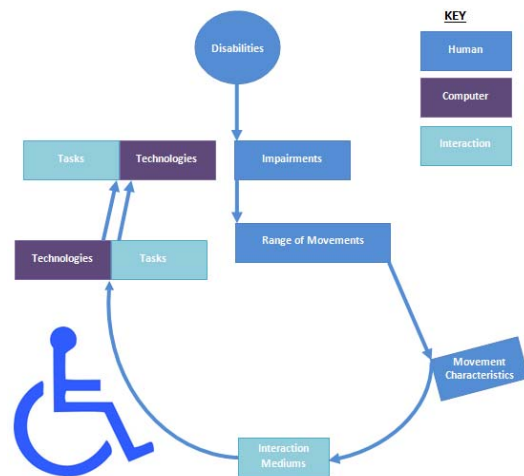 KEY
Human
Computer
Interaction
Disabilities
Impairments
Range of Movements
Movement
Characteristics
Interaction
Mediums
Technologies
Tasks
Tasks
Technologies